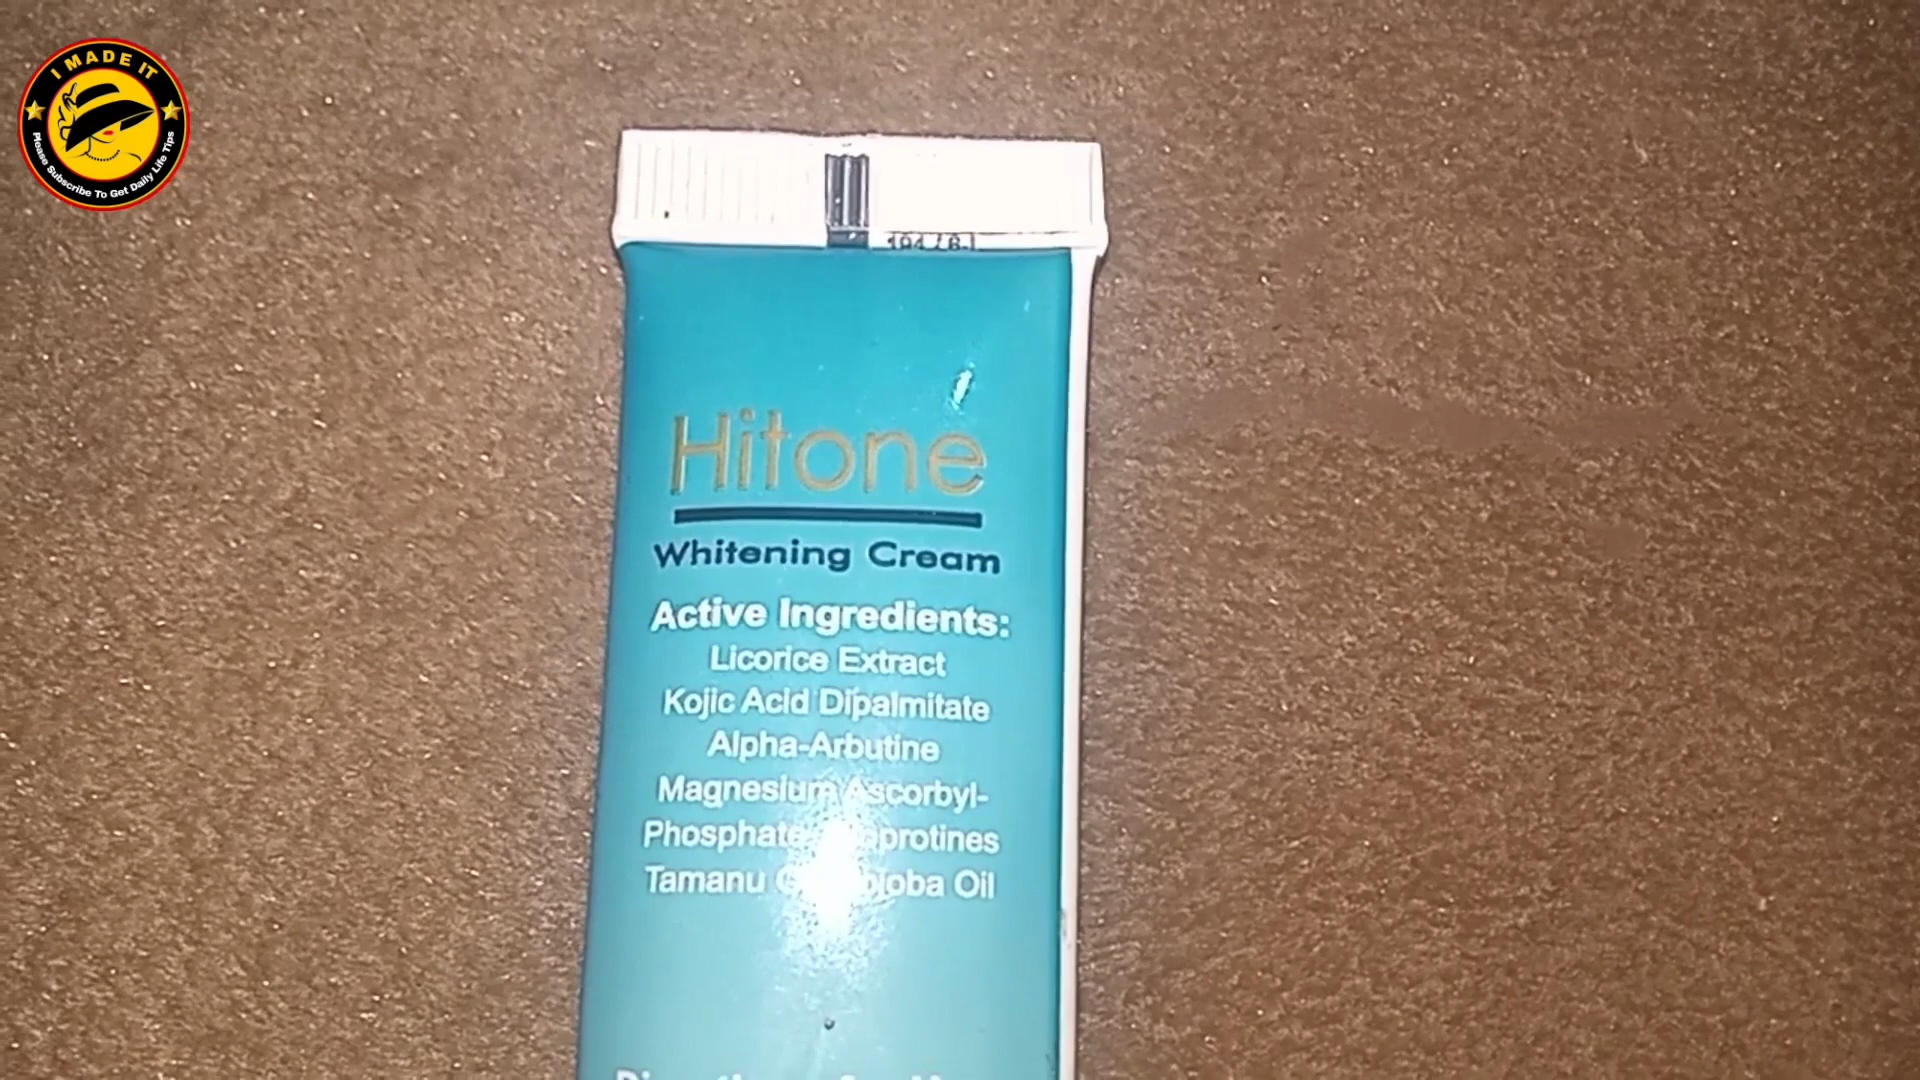 I MADE IT
Please Subscribe To Get Daily Life Tips
Hitone
Whitening Cream
Active Ingredients:
Licorice Extract
Kojic Acid Dipalmitate
Alpha-Arbutine
Magnesium Ascorbyl-
Phosphate
Tamanu Oil